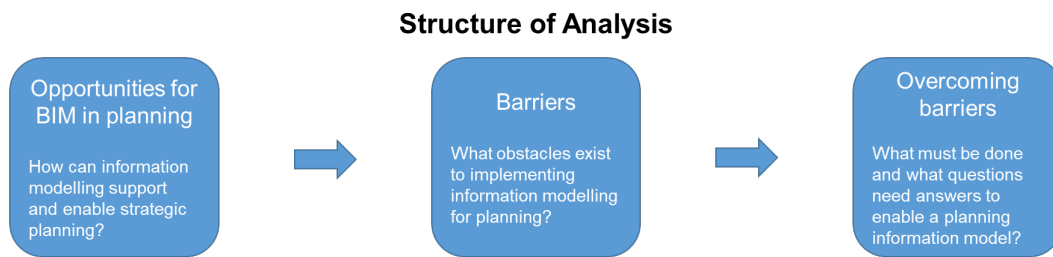 Structure of Analysis
Opportunities for
BIM in planning
How can information
modelling support
and enable strategic
planning?
Barriers
What obstacles exist
to implementing
information modelling
for planning?
Overcoming
barriers
What must be done
and what questions
need answers to
enable a planning
information model?